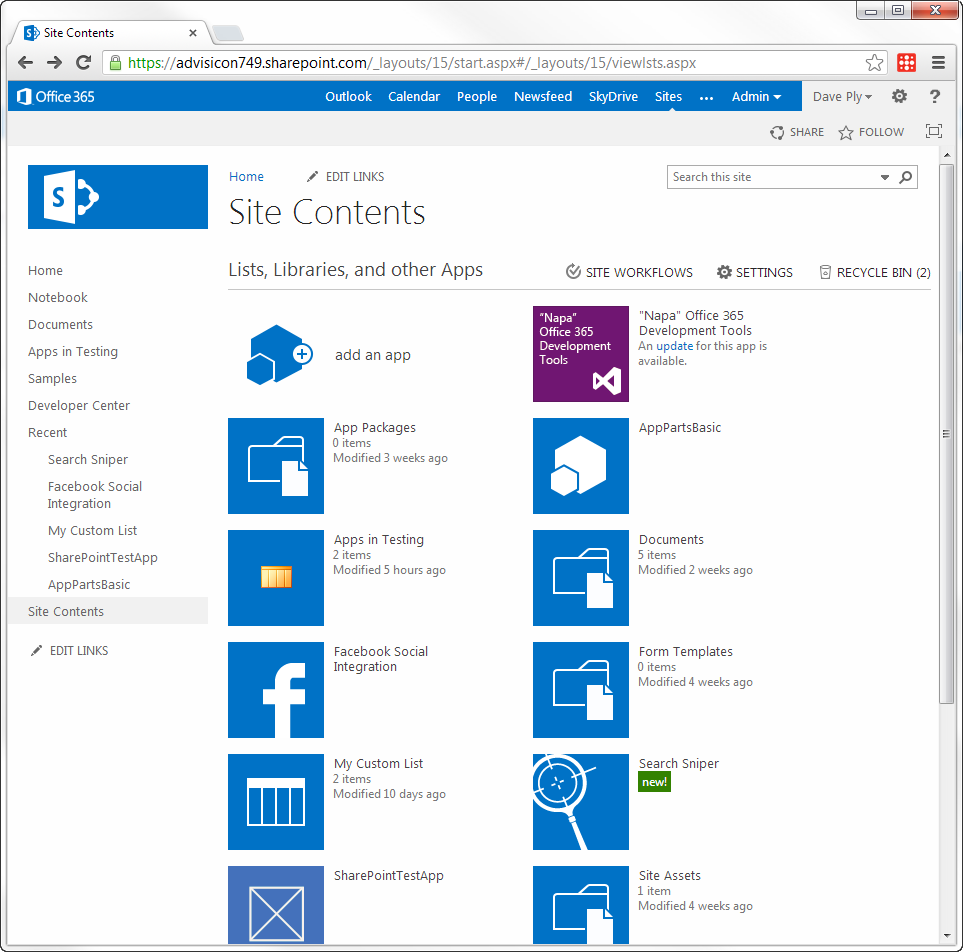 Site Contents
https://advisicon749.sharepoint.com/_layouts/15/start.aspx#/_layouts/15/viewlsts.aspx
Office 365 Outlook Calendar People Newsfeed SkyDrive Sites ... Admin Dave Ply ?
SHARE FOLLOW
S
Home EDIT LINKS
Search this site
Site Contents
Home
Notebook
Documents
Apps in Testing
Samples
Developer Center
Recent
Search Sniper
Facebook Social
Integration
My Custom List
SharePointTestApp
AppPartsBasic
Site Contents
EDIT LINKS
Lists, Libraries, and other Apps
SITE WORKFLOWS SETTINGS RECYCLE BIN (2)
add an app
"Napa"
Office 365
Development
Tools
"Napa" Office 365
Development Tools
An update for this app is
available.
App Packages
0 items
Modified 3 weeks ago
AppPartsBasic
Apps in Testing
2 items
Modified 5 hours ago
Documents
5 items
Modified 2 weeks ago
Facebook Social
Integration
Form Templates
0 items
Modified 4 weeks ago
My Custom List
2 items
Modified 10 days ago
Search Sniper
new!
SharePointTestApp
Site Assets
1 item
Modified 4 weeks ago